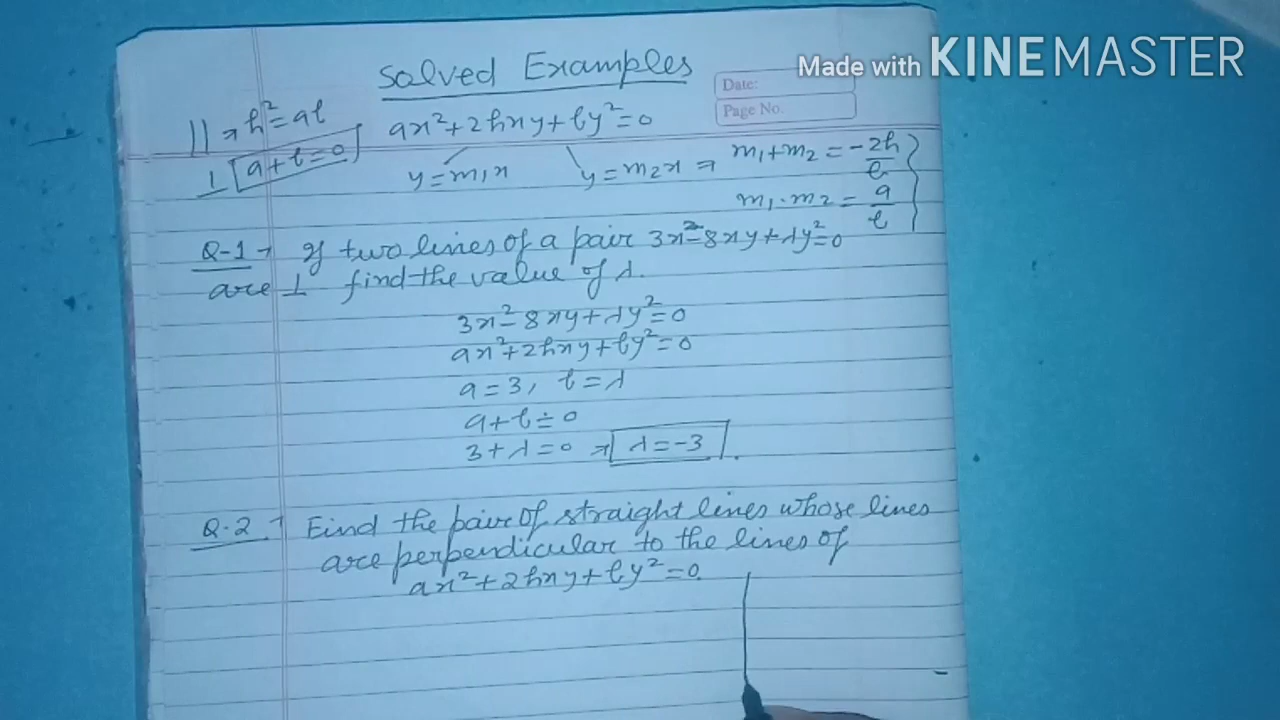 Made with KINEMASTER
Solved Examples
Date:
Page No.
|| → h²=ab
⊥ a+b=0
ax²+2hxy+by²=0
y=m₁x y=m₂x ⇒ m₁+m₂ = -2h/b
m₁.m₂ = a/b
Q-1 → If two lines of a pair 3x²-8xy+λy²=0
are ⊥ find the value of λ.
3x²-8xy+λy²=0
ax²+2hxy+by²=0
a=3, b=λ
a+b=0
3+λ=0 ⇒ λ=-3.
Q.2 → Find the pair of straight lines whose lines
are perpendicular to the lines of
ax²+2hxy+by²=0.